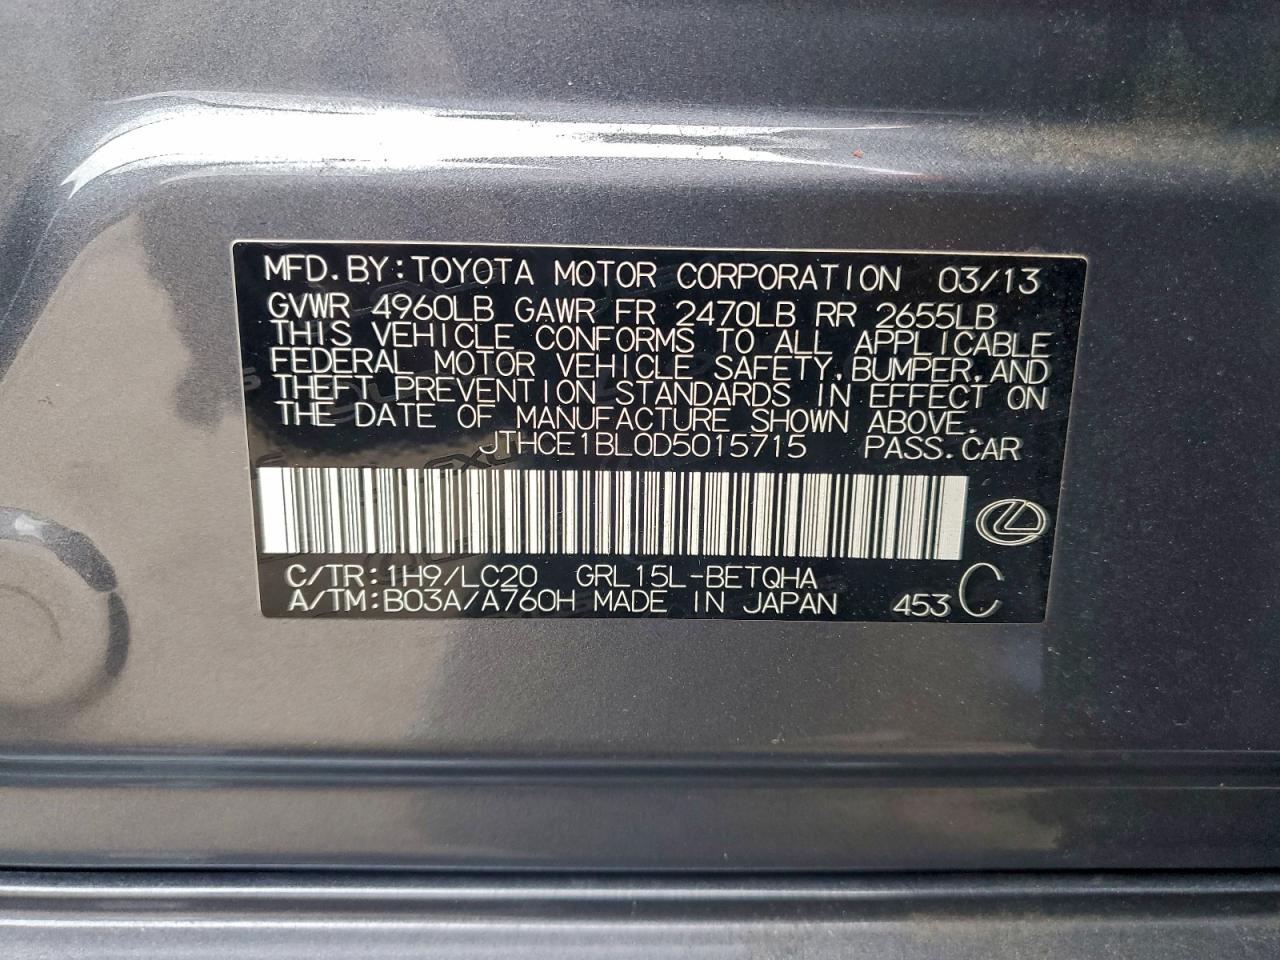 MFD.BY:TOYOTA MOTOR CORPORATION 03/13
GVWR 4960LB GAWR FR 2470LB RR 2655LB
THIS VEHICLE CONFORMS TO ALL APPLICABLE
FEDERAL MOTOR VEHICLE SAFETY, BUMPER, AND
THEFT PREVENTION STANDARDS IN EFFECT ON
THE DATE OF MANUFACTURE SHOWN ABOVE.
JTHCE1BL0D5015715 PASS.CAR
C/TR:1H9/LC20 GRL15L-BETQHA
A/TM:B03A/A760H MADE IN JAPAN 453 C